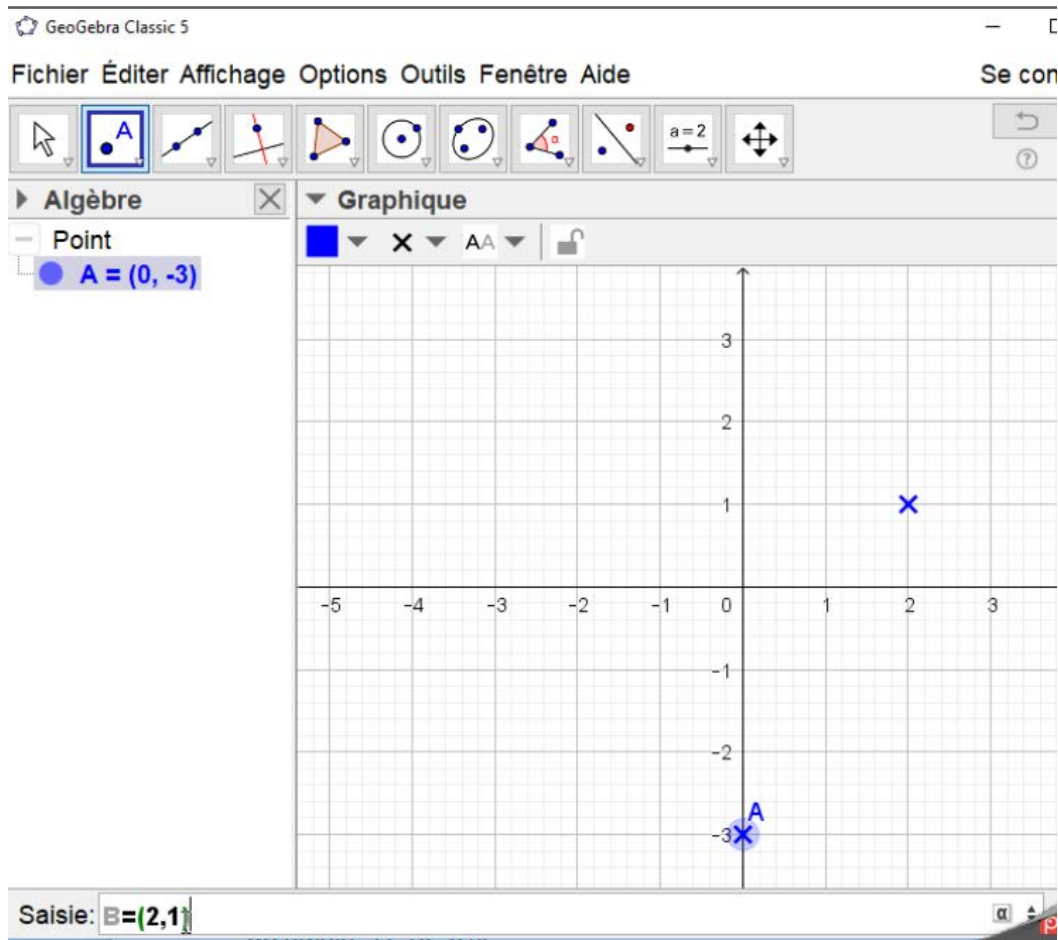 GeoGebra Classic 5
Fichier Éditer Affichage Options Outils Fenêtre Aide
Se con
A
α
a = 2
Algèbre
Graphique
Point
AA
A = (0, -3)
3
2
1
-5 -4 -3 -2 -1 0 1 2 3
-1
-2
A
-3
Saisie: B=(2,1)
α